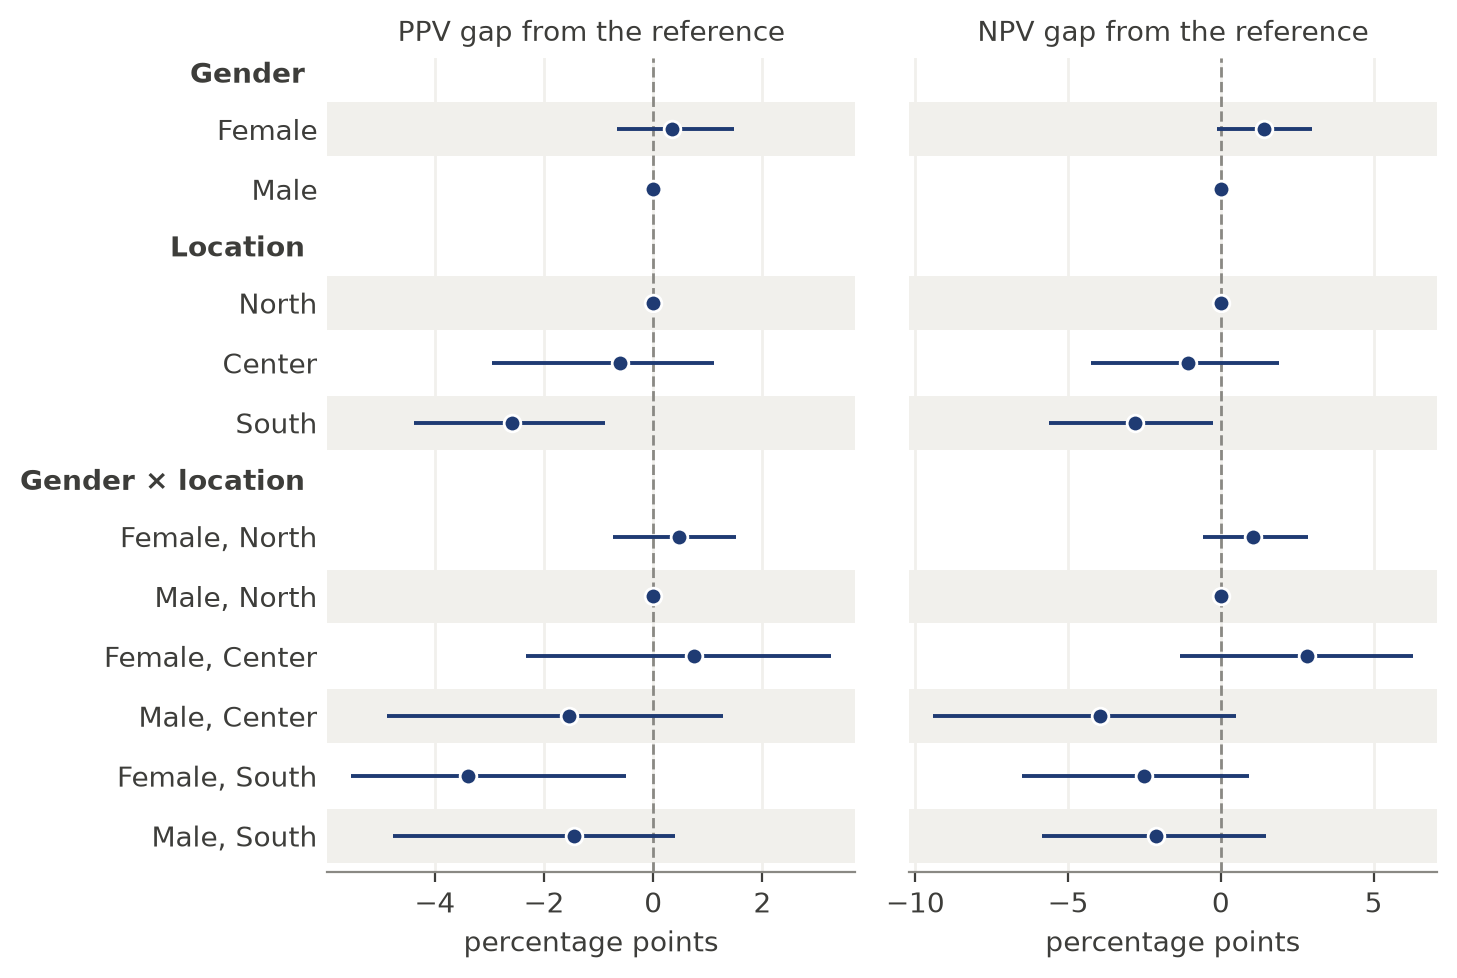 PPV gap from the reference
NPV gap from the reference
Gender
Female
Male
Location
North
Center
South
Gender × location
Female, North
Male, North
Female, Center
Male, Center
Female, South
Male, South
−4 −2 0 2
−10 −5 0 5
percentage points
percentage points